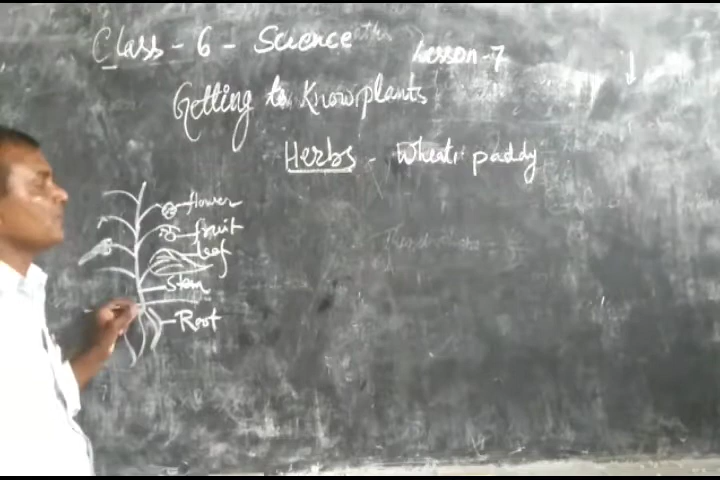 Class - 6 - Science
Lesson - 7
Getting to Know plants
Herbs - Wheat, paddy
flower
fruit
Leaf
Stem
Root